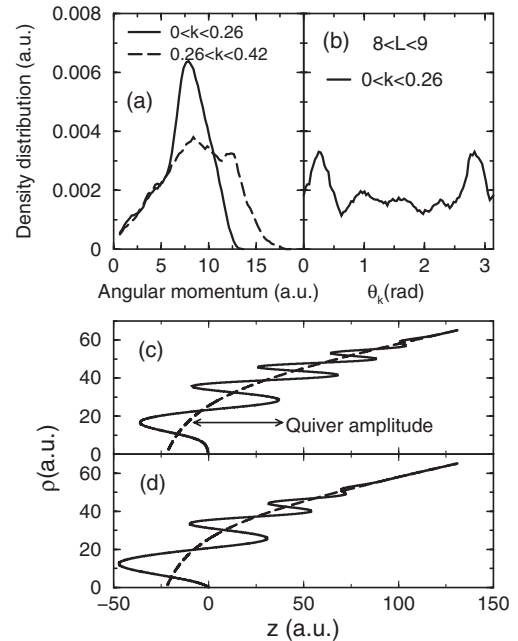 0.008
0.006
0.004
0.002
0
Density distribution (a.u.)
0<k<0.26
0.26<k<0.42
(a)
(b)
8<L<9
0<k<0.26
0 5 10 15
0 1 2 3
Angular momentum (a.u.)
θk(rad)
60
40
20
0
(c)
Quiver amplitude
60
40
20
0
(d)
ρ(a.u.)
−50 0 50 100 150
z (a.u.)